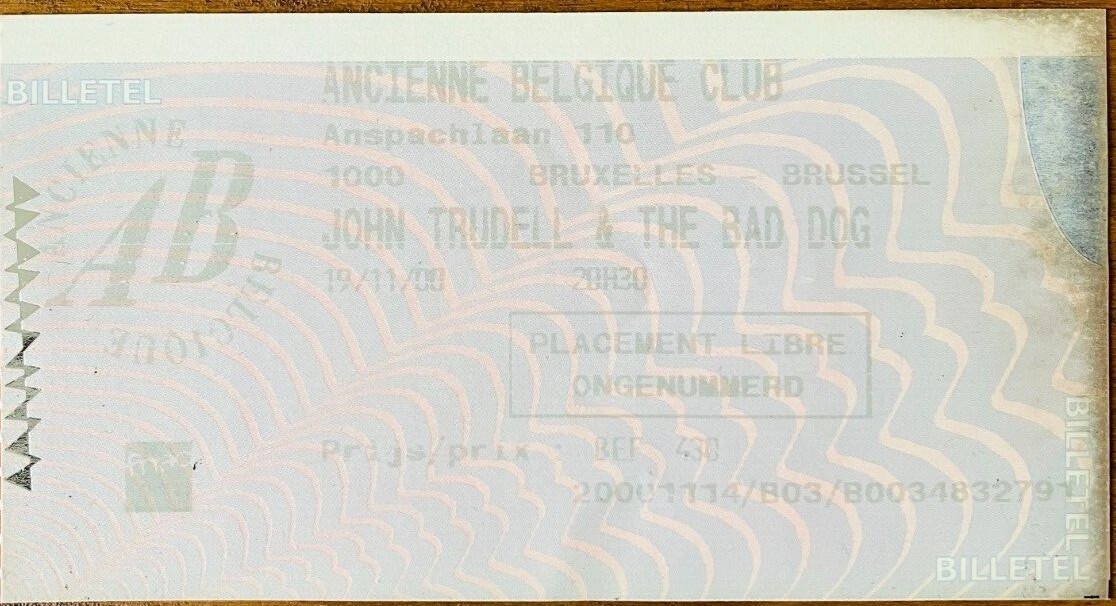 BILLETEL
ANCIENNE BELGIQUE CLUB
Anspachlaan 110
1000 BRUXELLES - BRUSSEL
ANCIENNE
AB
BELGIQUE
JOHN TRUDELL & THE BAD DOG
19/11/00 20H30
PLACEMENT LIBRE
ONGENUMMERD
Prijs/prix : BEF 430
20001114/B03/B0034832791
BILLETEL
BILLETEL